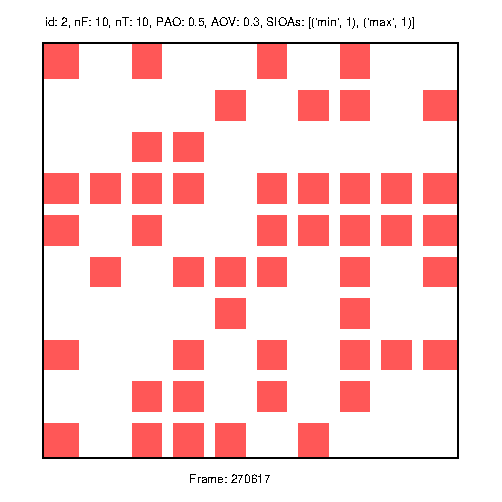 id: 2, nF: 10, nT: 10, PAO: 0.5, AOV: 0.3, SIOAs: [('min', 1), ('max', 1)]
Frame: 270617